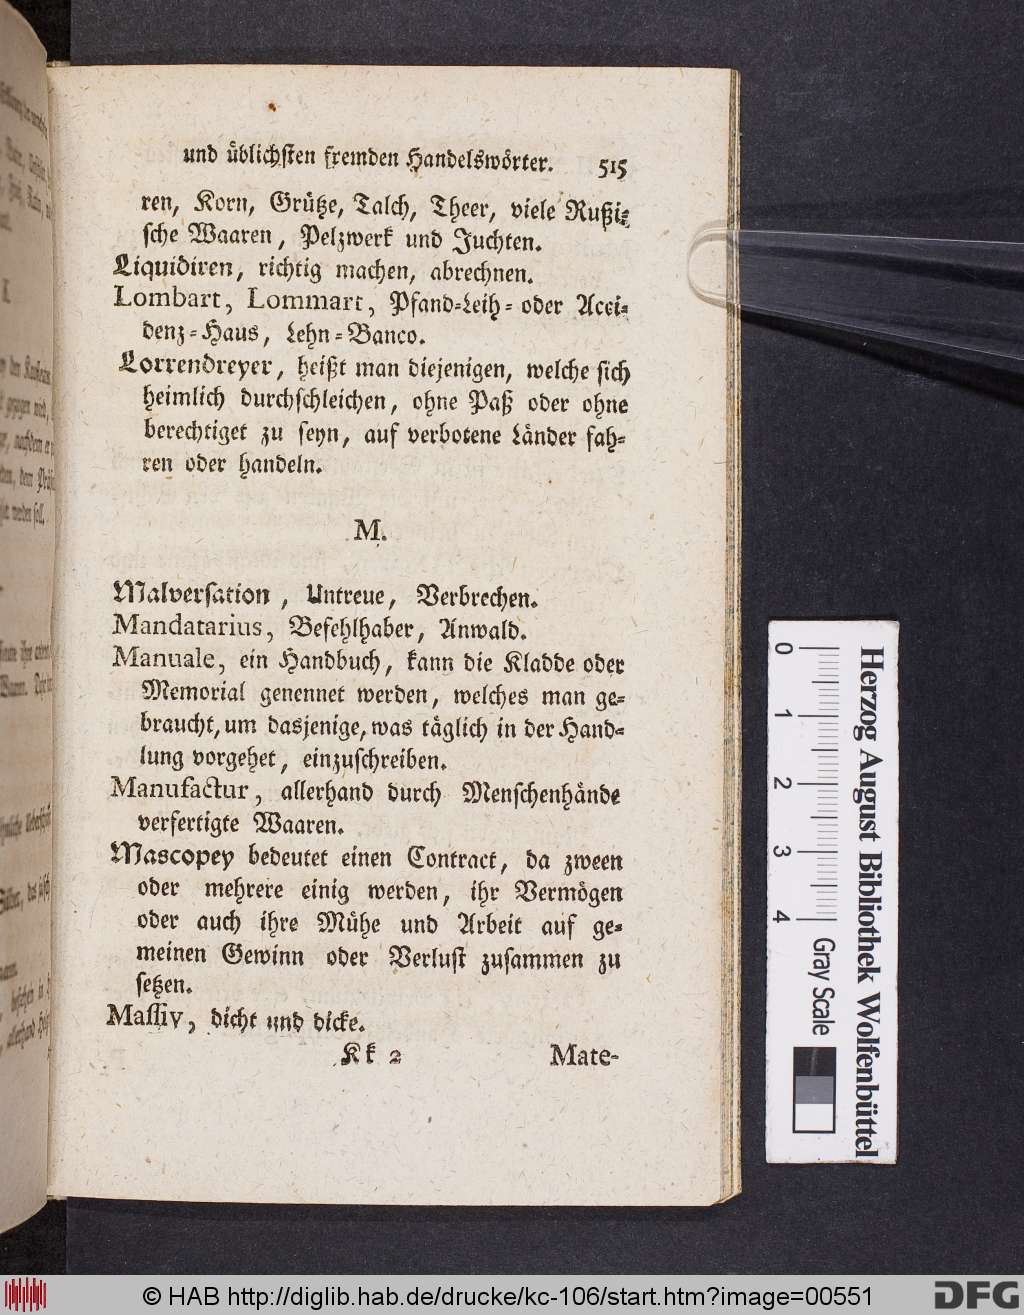 und üblichsten fremden Handelswörter. 515
ren, Korn, Grütze, Talch, Theer, viele Rußi=
sche Waaren, Pelzwerk und Juchten.
Liquidiren, richtig machen, abrechnen.
Lombart, Lommart, Pfand=Leih= oder Acci=
denz=Haus, Lehn=Banco.
Lorrendreyer, heißt man diejenigen, welche sich
heimlich durchschleichen, ohne Paß oder ohne
berechtiget zu seyn, auf verbotene Länder fah=
ren oder handeln.
M.
Malversation, Untreue, Verbrechen.
Mandatarius, Befehlhaber, Anwald.
Manuale, ein Handbuch, kann die Kladde oder
Memorial genennet werden, welches man ge=
braucht, um dasjenige, was täglich in der Hand=
lung vorgehet, einzuschreiben.
Manufactur, allerhand durch Menschenhände
verfertigte Waaren.
Mascopey bedeutet einen Contract, da zween
oder mehrere einig werden, ihr Vermögen
oder auch ihre Mühe und Arbeit auf ge=
meinen Gewinn oder Verlust zusammen zu
setzen.
Massiv, dicht und dicke.
Kk 2 Mate-
0 1 2 3 4 Gray Scale
Herzog August Bibliothek Wolfenbüttel
© HAB http://diglib.hab.de/drucke/kc-106/start.htm?image=00551
DFG